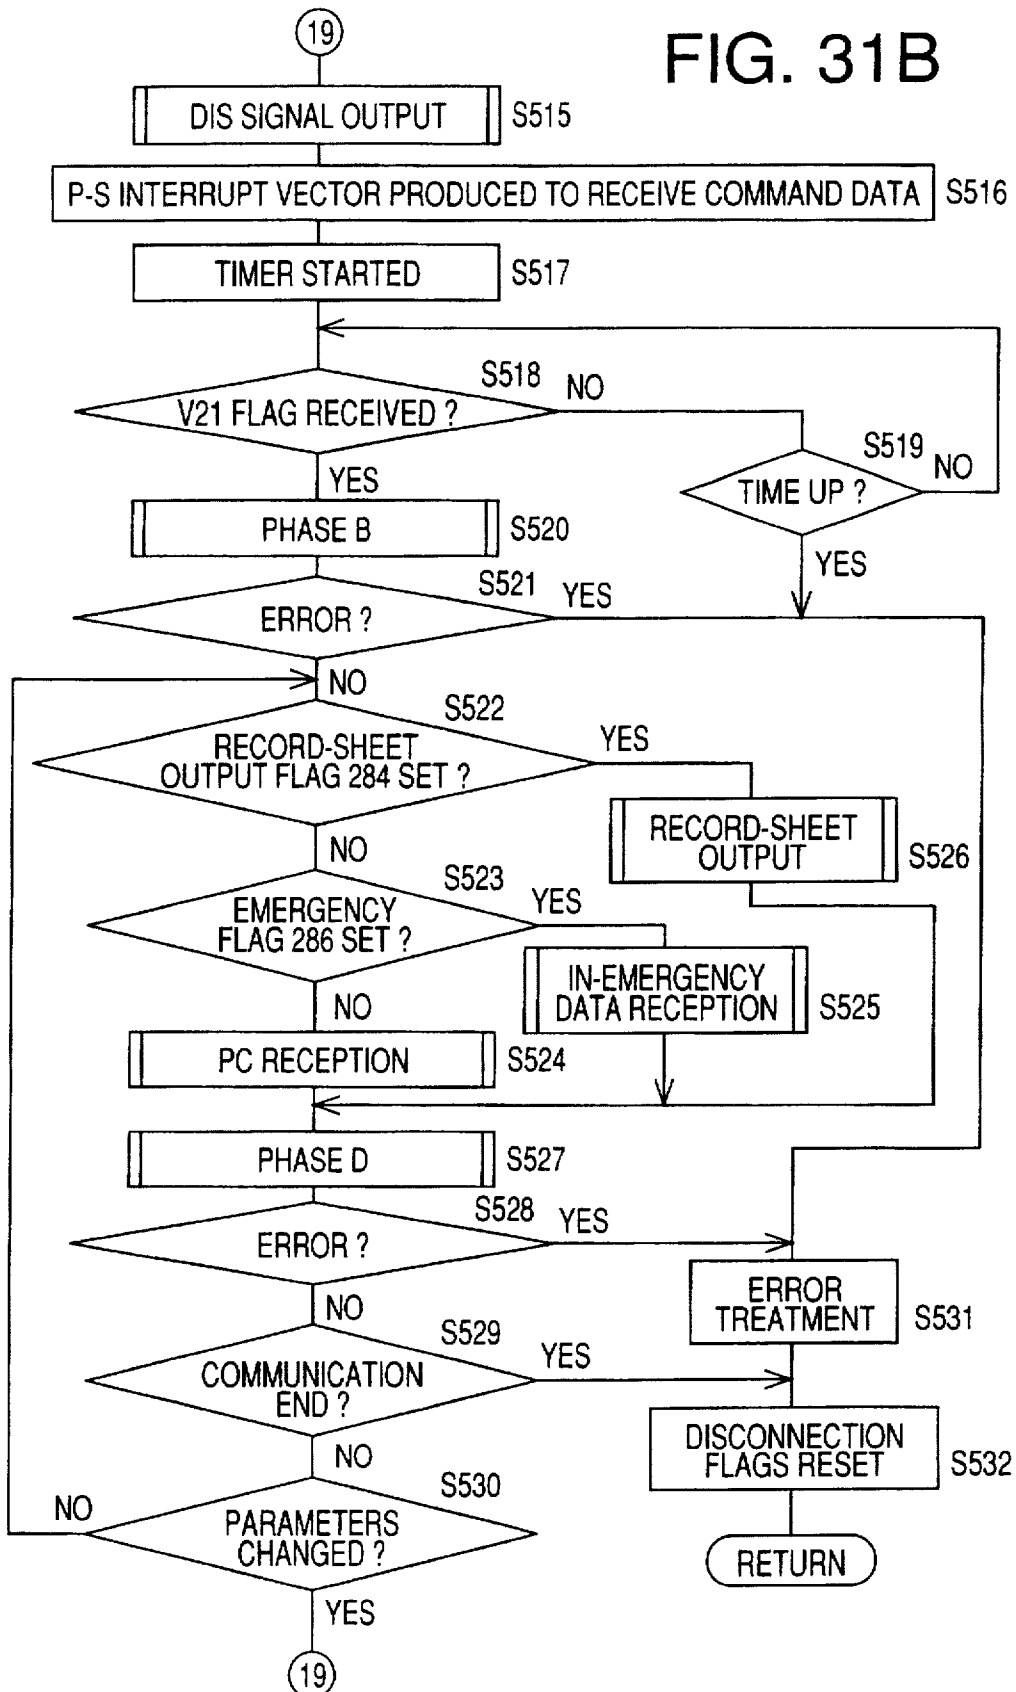 19
FIG. 31B
DIS SIGNAL OUTPUT
S515
P-S INTERRUPT VECTOR PRODUCED TO RECEIVE COMMAND DATA
S516
TIMER STARTED
S517
S518
V21 FLAG RECEIVED ?
NO
YES
S519
TIME UP ?
NO
YES
PHASE B
S520
S521
ERROR ?
YES
NO
S522
RECORD-SHEET
OUTPUT FLAG 284 SET ?
YES
NO
RECORD-SHEET
OUTPUT
S526
S523
EMERGENCY
FLAG 286 SET ?
YES
NO
IN-EMERGENCY
DATA RECEPTION
S525
PC RECEPTION
S524
PHASE D
S527
S528
ERROR ?
YES
NO
ERROR
TREATMENT
S531
S529
COMMUNICATION
END ?
YES
NO
DISCONNECTION
FLAGS RESET
S532
S530
NO
PARAMETERS
CHANGED ?
RETURN
YES
19